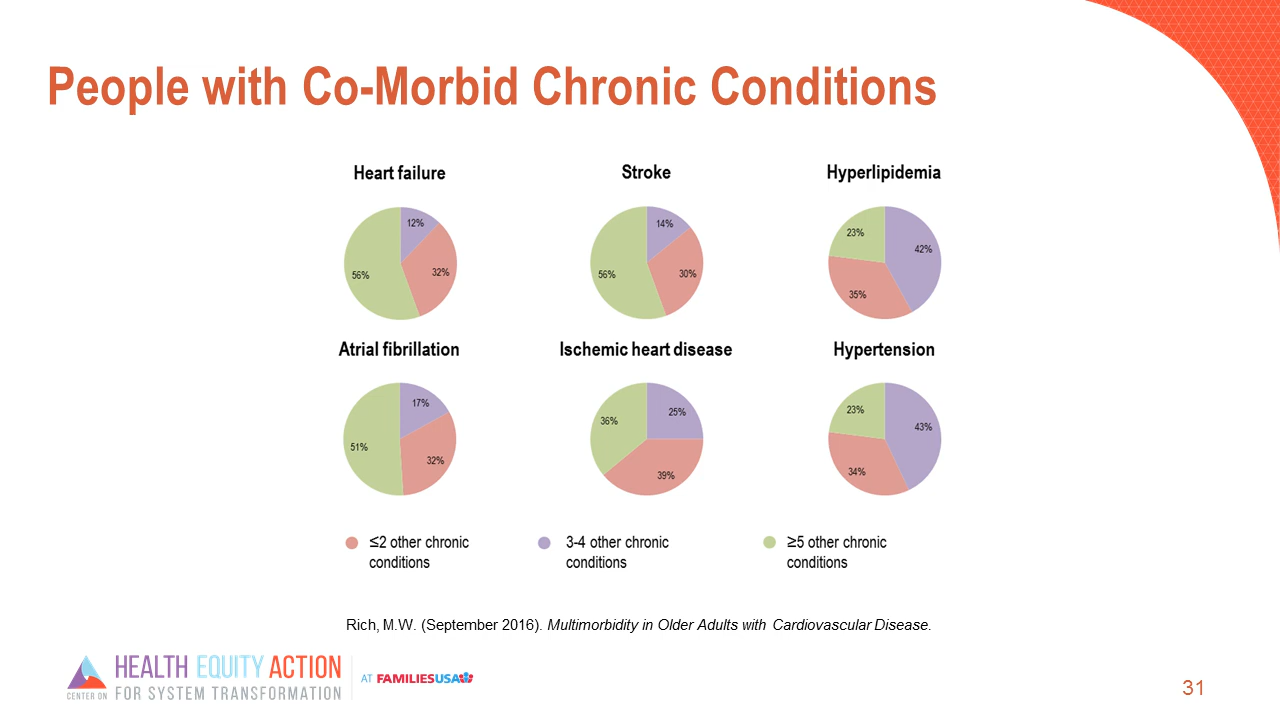 People with Co-Morbid Chronic Conditions
Heart failure
12%
32%
56%
Stroke
14%
30%
56%
Hyperlipidemia
42%
35%
23%
Atrial fibrillation
17%
32%
51%
Ischemic heart disease
25%
39%
36%
Hypertension
43%
34%
23%
≤2 other chronic
conditions
3-4 other chronic
conditions
≥5 other chronic
conditions
Rich, M.W. (September 2016). Multimorbidity in Older Adults with Cardiovascular Disease.
CENTER ON
HEALTH EQUITY ACTION
FOR SYSTEM TRANSFORMATION
AT FAMILIESUSA
31